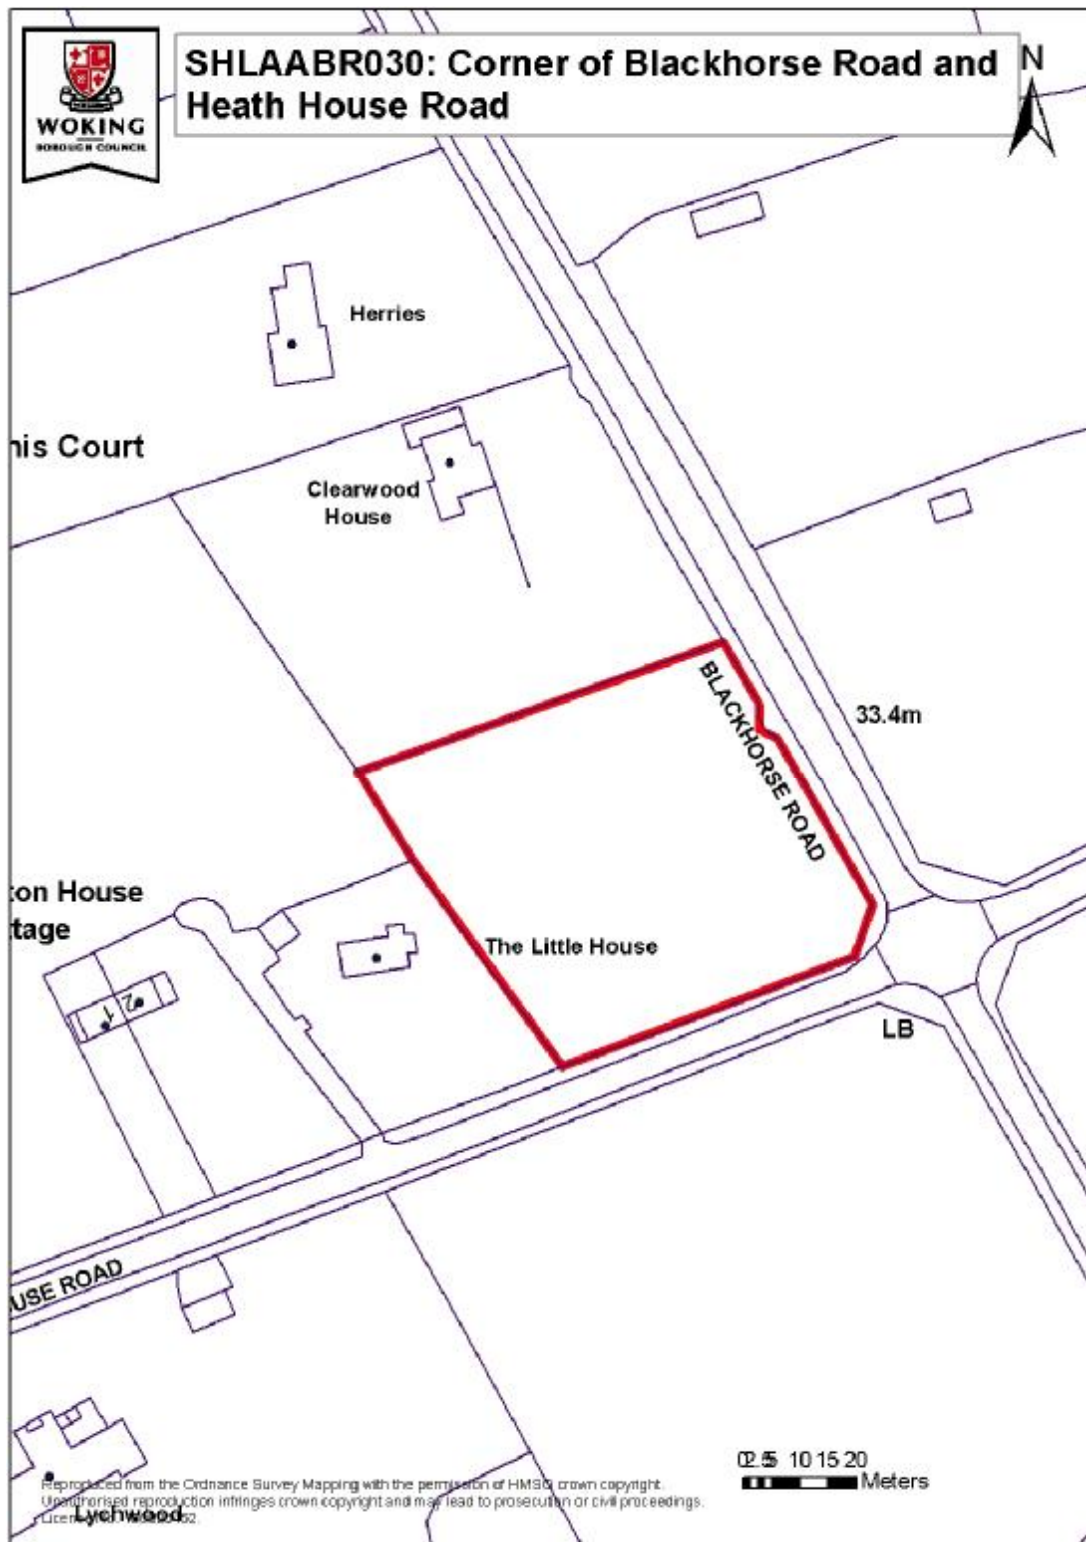 WOKING
BOROUGH COUNCIL
SHLAABR030: Corner of Blackhorse Road and
Heath House Road
N
Herries
nis Court
Clearwood
House
BLACKHORSE ROAD
33.4m
ton House
tage
The Little House
1 2
LB
USE ROAD
0 2.5 5 10 15 20
Meters
Reproduced from the Ordnance Survey Mapping with the permission of HMSO crown copyright.
Unauthorised reproduction infringes crown copyright and may lead to prosecution or civil proceedings.
Lychwood